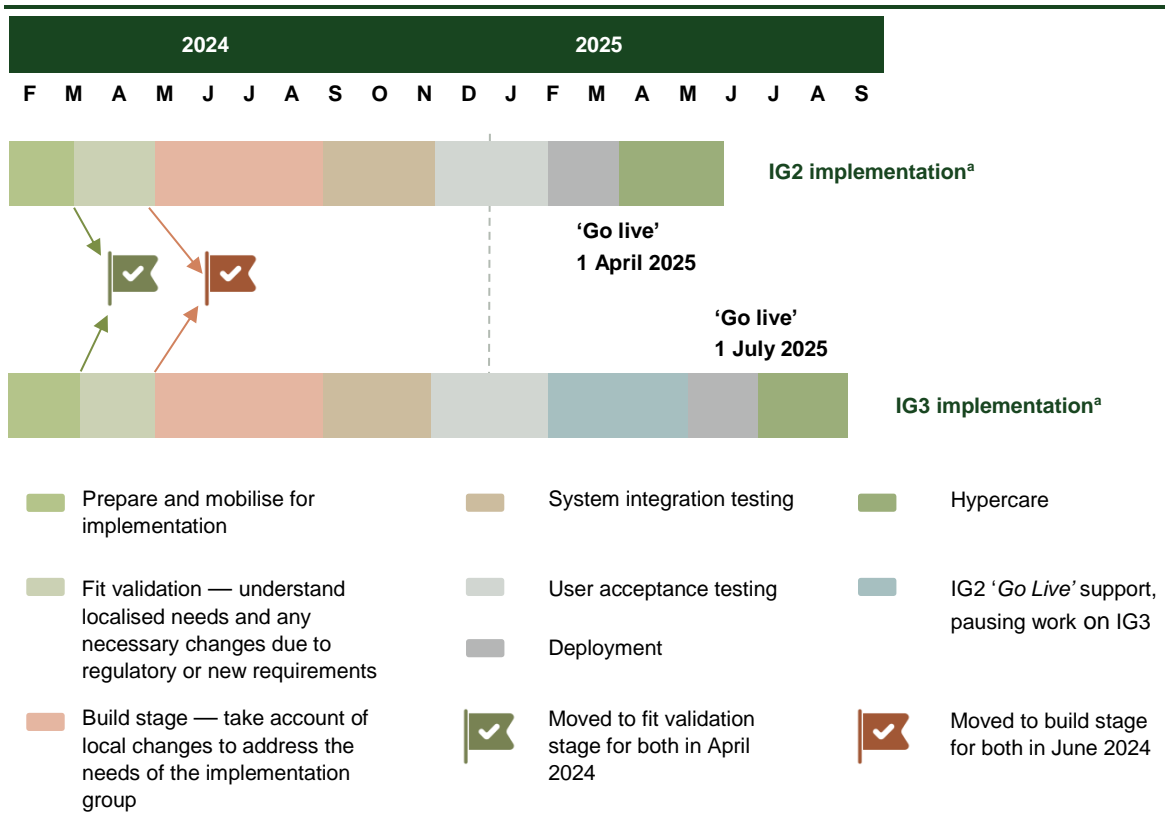 2024 2025
F M A M J J A S O N D J F M A M J J A S
IG2 implementationᵃ
‘Go live’
1 April 2025
‘Go live’
1 July 2025
IG3 implementationᵃ
Prepare and mobilise for
implementation
Fit validation — understand
localised needs and any
necessary changes due to
regulatory or new requirements
Build stage — take account of
local changes to address the
needs of the implementation
group
System integration testing
User acceptance testing
Deployment
Moved to fit validation
stage for both in April
2024
Hypercare
IG2 ‘Go Live’ support,
pausing work on IG3
Moved to build stage
for both in June 2024